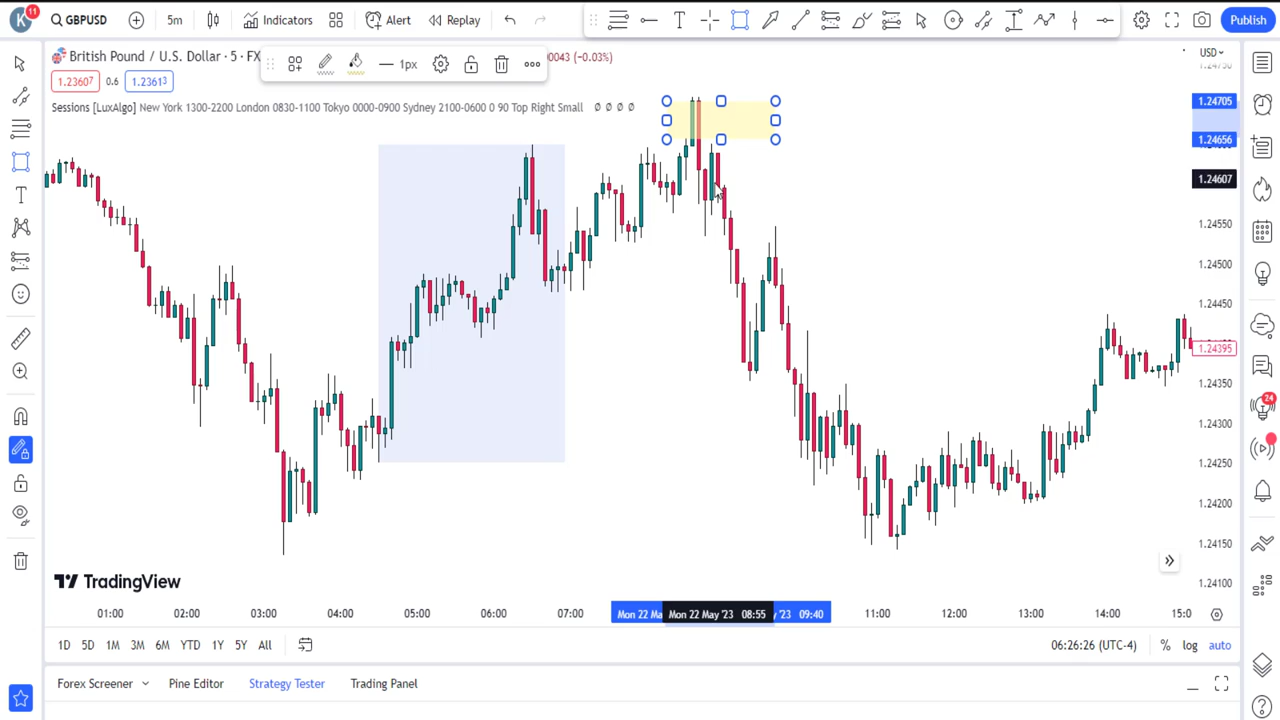 K 11 GBPUSD 5m Indicators Alert Replay Publish
British Pound / U.S. Dollar · 5 · FX 00043 (−0.03%) USD
1px
1.23607 0.6 1.23613
Sessions [LuxAlgo] New York 1300-2200 London 0830-1100 Tokyo 0000-0900 Sydney 2100-0600 0 90 Top Right Small ∅ ∅ ∅ ∅
1.24705
1.24656
1.24607
1.24550
1.24500
1.24450
1.24395
1.24350
1.24300
1.24250
1.24200
1.24150
1.24100
24
TradingView
01:00 02:00 03:00 04:00 05:00 06:00 07:00 Mon 22 Ma Mon 22 May '23 08:55 '23 09:40 11:00 12:00 13:00 14:00 15:0
1D 5D 1M 3M 6M YTD 1Y 5Y All 06:26:26 (UTC-4) % log auto
Forex Screener Pine Editor Strategy Tester Trading Panel